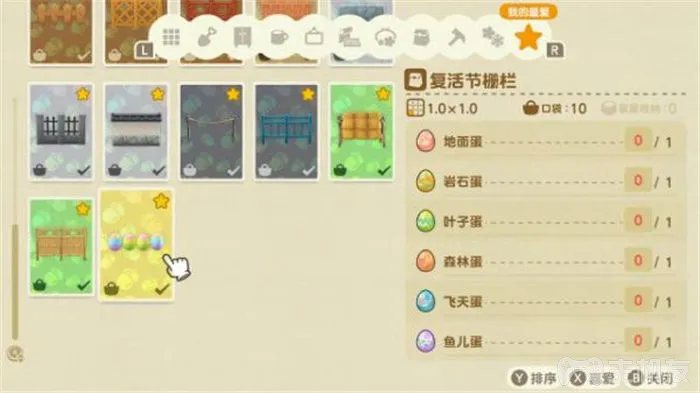 我的最爱
L
R
复活节栅栏
1.0×1.0
口袋:10
地面蛋 0 / 1
岩石蛋 0 / 1
叶子蛋 0 / 1
森林蛋 0 / 1
飞天蛋 0 / 1
鱼儿蛋 0 / 1
Y 排序
X 喜爱
B 关闭